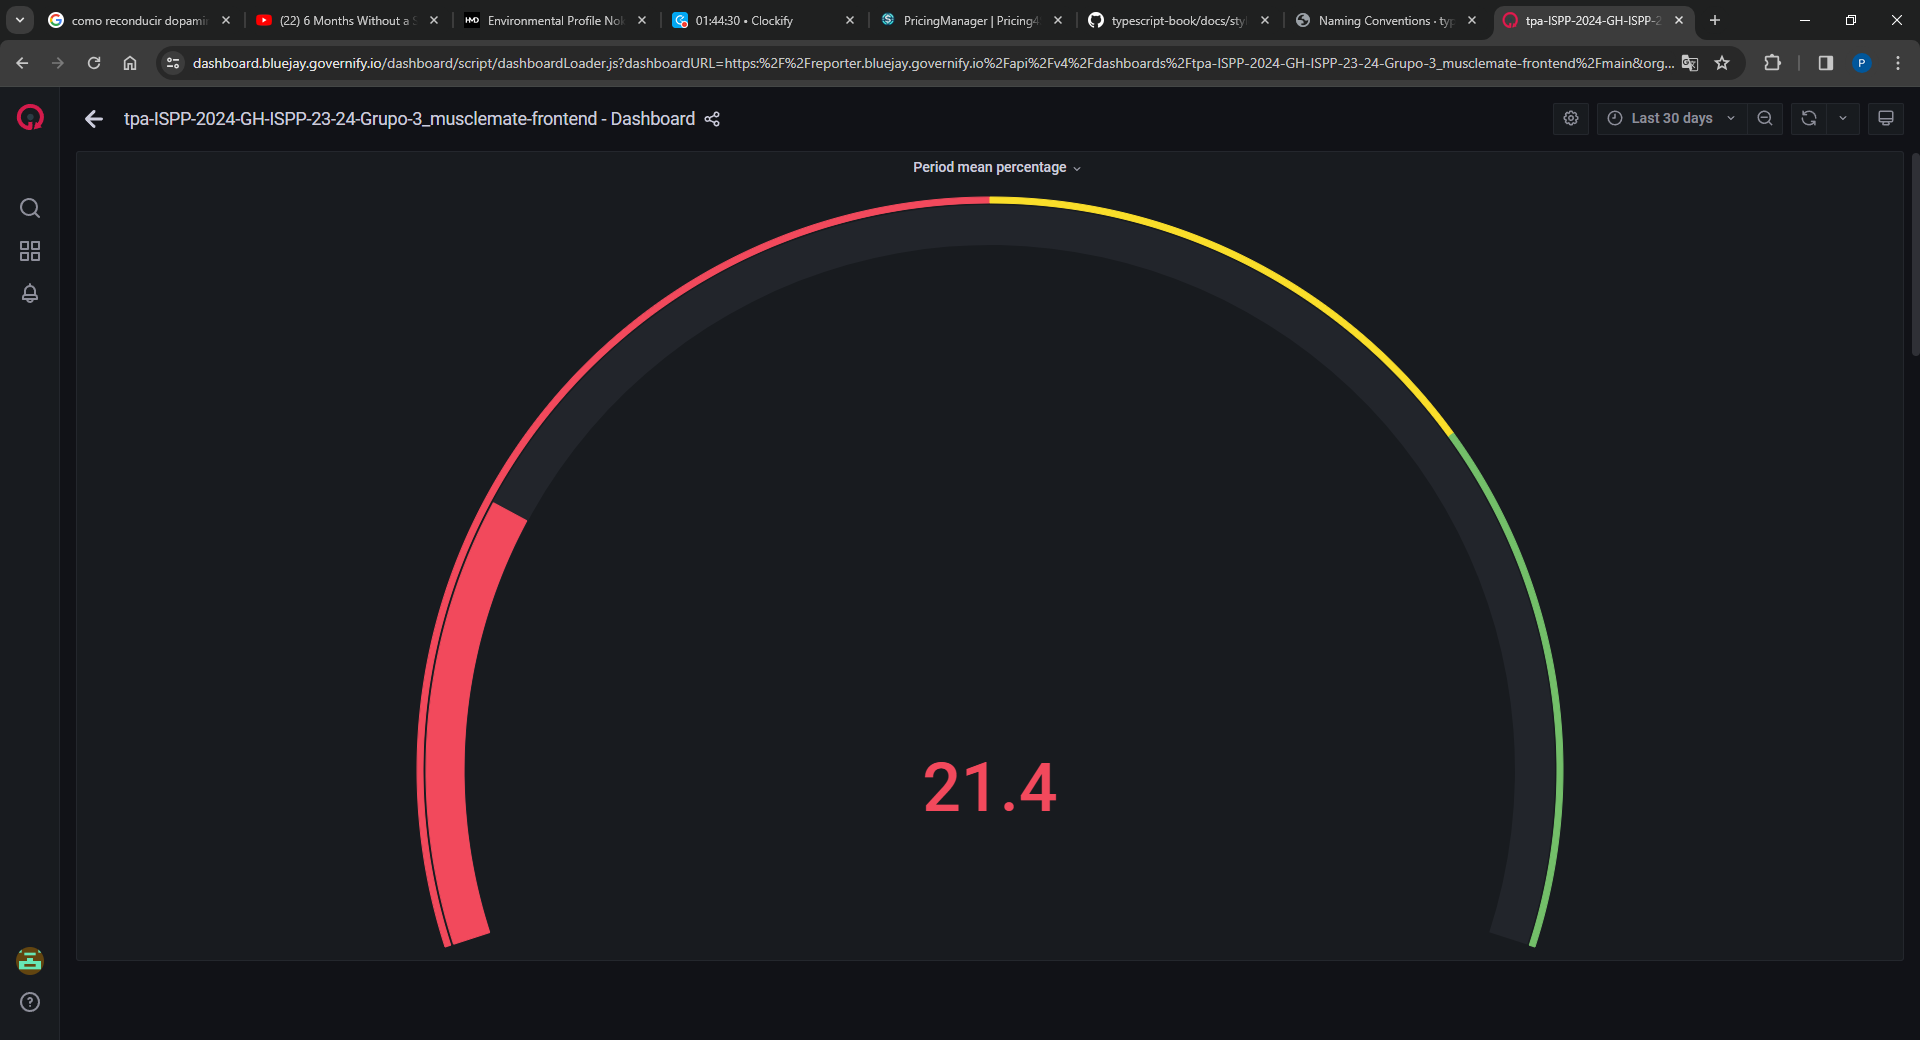 como reconducir dopami
(22) 6 Months Without a S
Environmental Profile Nok
01:44:30 • Clockify
PricingManager | Pricing4
typescript-book/docs/sty
Naming Conventions · typ
tpa-ISPP-2024-GH-ISPP-2
dashboard.bluejay.governify.io/dashboard/script/dashboardLoader.js?dashboardURL=https:%2F%2Freporter.bluejay.governify.io%2Fapi%2Fv4%2Fdashboards%2Ftpa-ISPP-2024-GH-ISPP-23-24-Grupo-3_musclemate-frontend%2Fmain&org...
P
tpa-ISPP-2024-GH-ISPP-23-24-Grupo-3_musclemate-frontend - Dashboard
Last 30 days
Period mean percentage
21.4